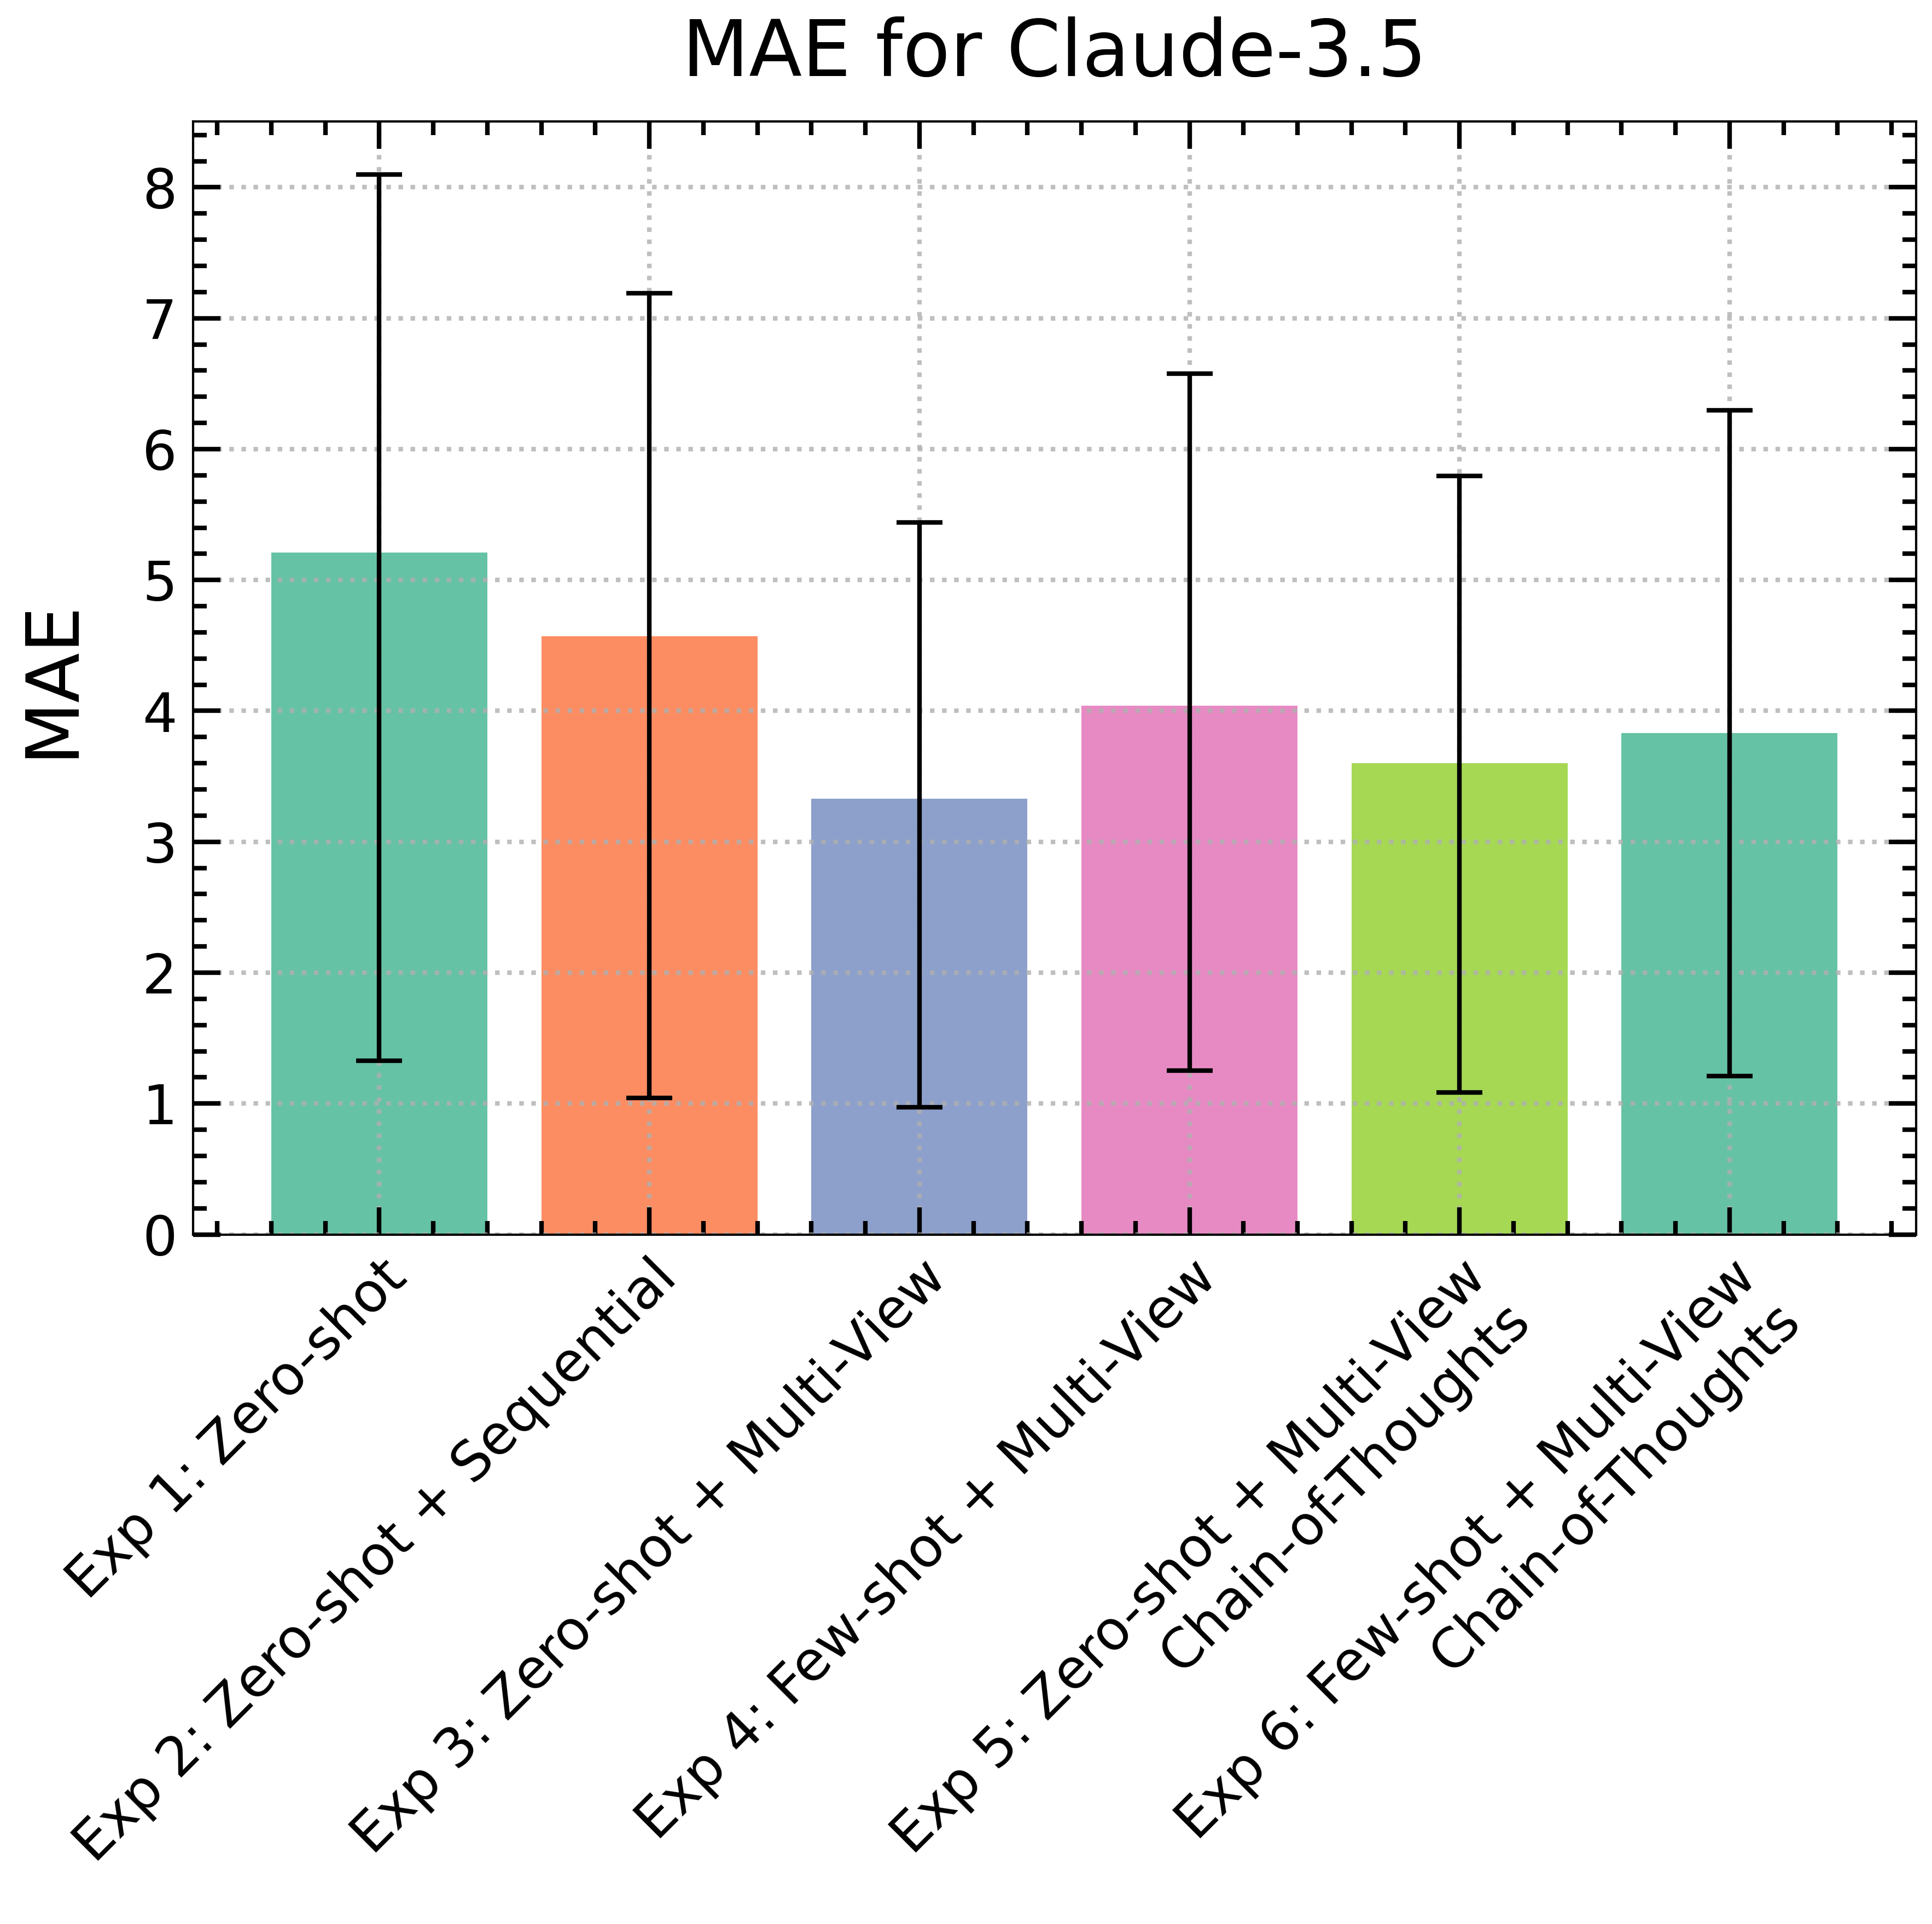 MAE for Claude-3.5
MAE
8
7
6
5
4
3
2
1
0
Exp 1: Zero-shot
Exp 2: Zero-shot + Sequential
Exp 3: Zero-shot + Multi-View
Exp 4: Few-shot + Multi-View
Exp 5: Zero-shot + Multi-View
Chain-of-Thoughts
Exp 6: Few-shot + Multi-View
Chain-of-Thoughts